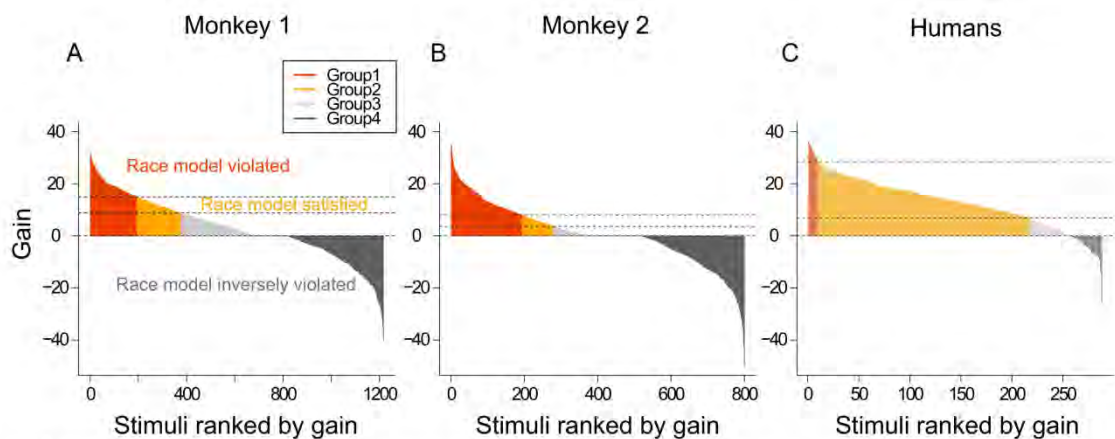 Monkey 1
Monkey 2
Humans
A
B
C
Group1
Group2
Group3
Group4
Race model violated
Race model satisfied
Race model inversely violated
Gain
40
20
0
−20
−40
0
400
800
1200
Stimuli ranked by gain
40
20
0
−20
−40
0
200
400
600
800
Stimuli ranked by gain
40
20
0
−20
−40
0
50
100
150
200
250
Stimuli ranked by gain